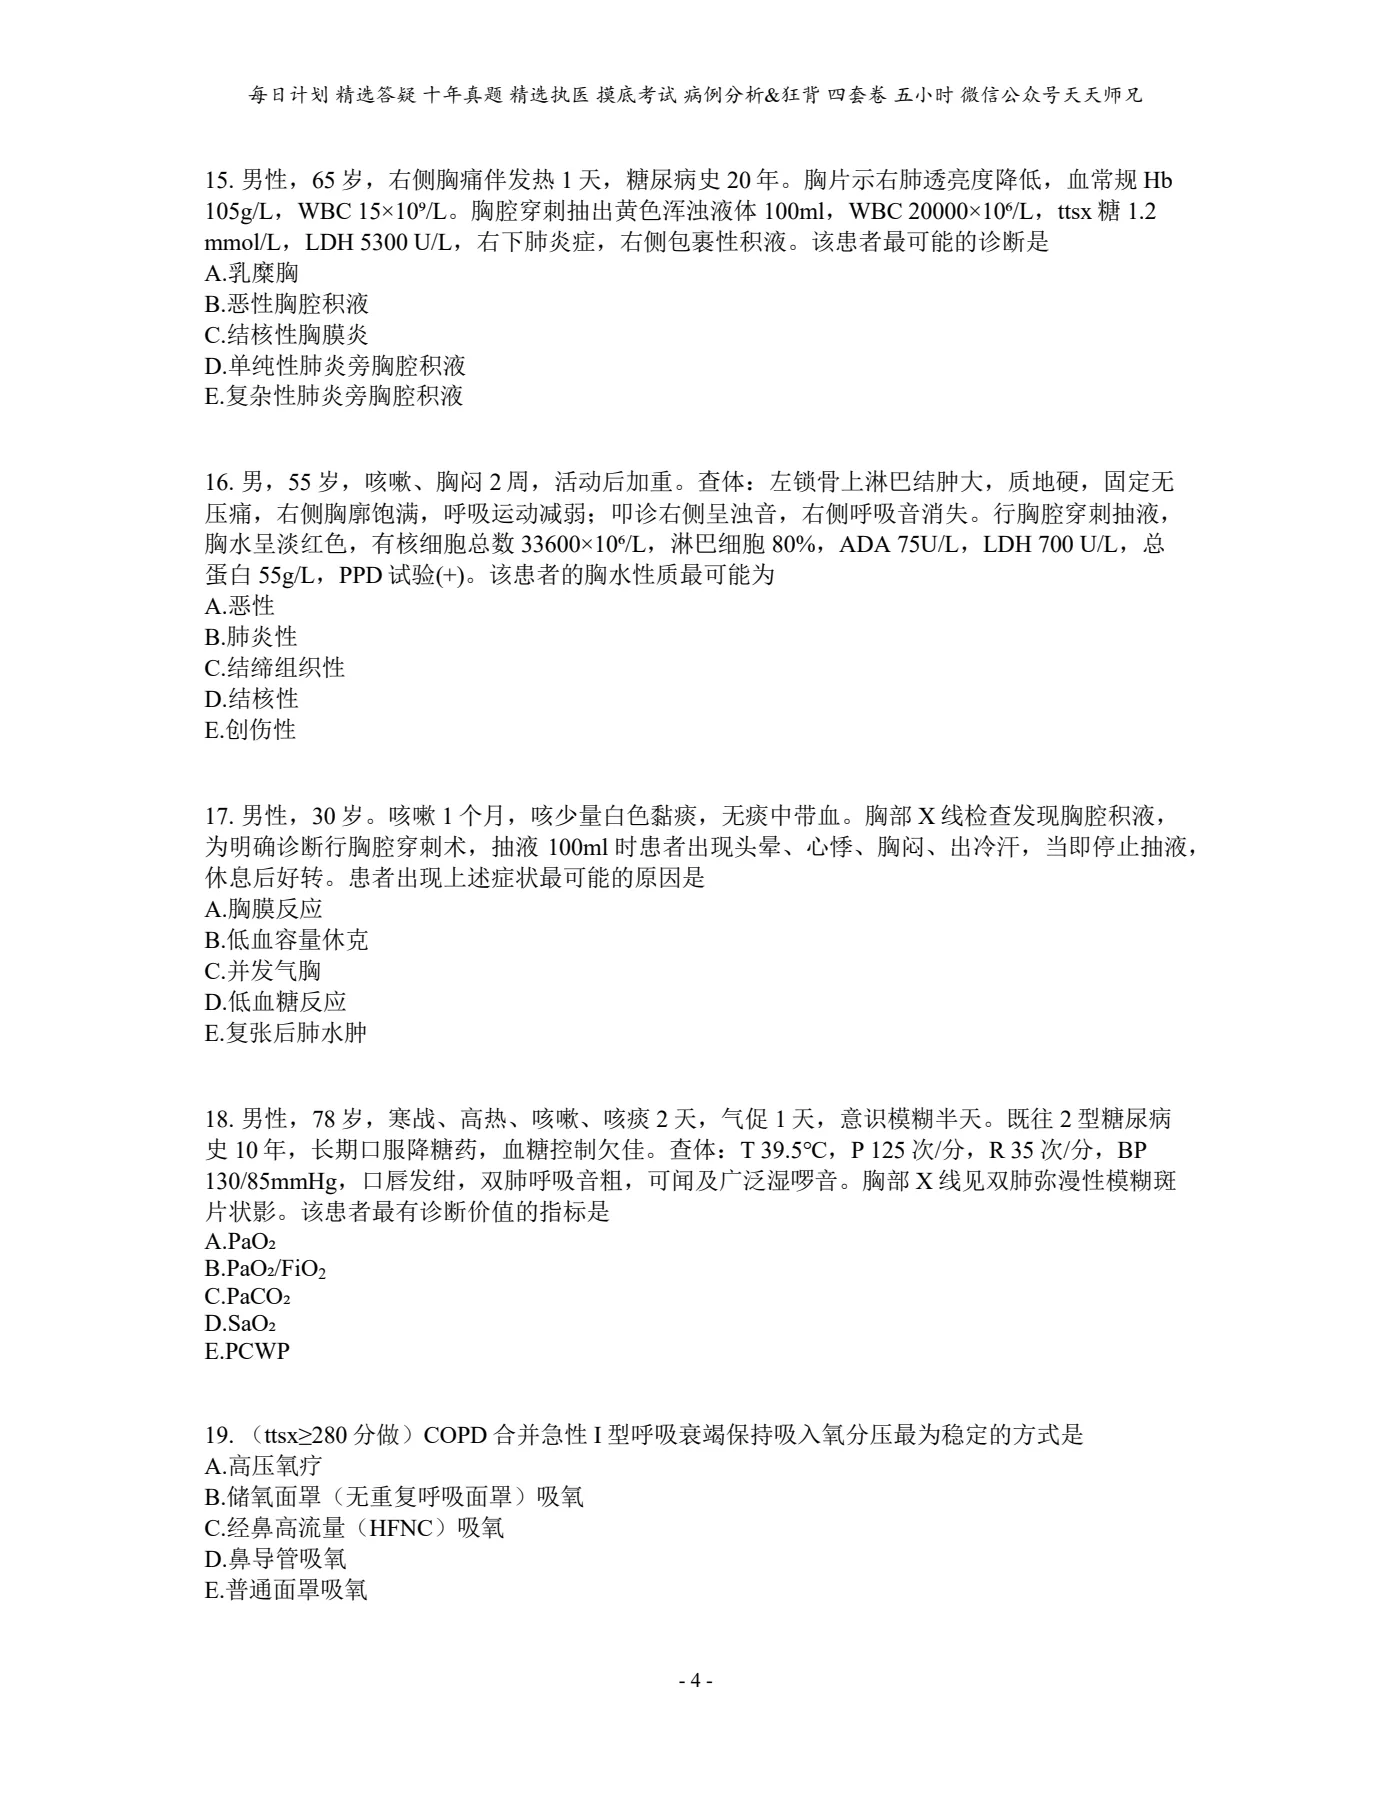 每日计划 精选答疑 十年真题 精选执医 摸底考试 病例分析&狂背 四套卷 五小时 微信公众号天天师兄
15. 男性，65 岁，右侧胸痛伴发热 1 天，糖尿病史 20 年。胸片示右肺透亮度降低，血常规 Hb
105g/L，WBC 15×10⁹/L。胸腔穿刺抽出黄色浑浊液体 100ml，WBC 20000×10⁶/L，ttsx 糖 1.2
mmol/L，LDH 5300 U/L，右下肺炎症，右侧包裹性积液。该患者最可能的诊断是
A.乳糜胸
B.恶性胸腔积液
C.结核性胸膜炎
D.单纯性肺炎旁胸腔积液
E.复杂性肺炎旁胸腔积液
16. 男，55 岁，咳嗽、胸闷 2 周，活动后加重。查体：左锁骨上淋巴结肿大，质地硬，固定无
压痛，右侧胸廓饱满，呼吸运动减弱；叩诊右侧呈浊音，右侧呼吸音消失。行胸腔穿刺抽液，
胸水呈淡红色，有核细胞总数 33600×10⁶/L，淋巴细胞 80%，ADA 75U/L，LDH 700 U/L，总
蛋白 55g/L，PPD 试验(+)。该患者的胸水性质最可能为
A.恶性
B.肺炎性
C.结缔组织性
D.结核性
E.创伤性
17. 男性，30 岁。咳嗽 1 个月，咳少量白色黏痰，无痰中带血。胸部 X 线检查发现胸腔积液，
为明确诊断行胸腔穿刺术，抽液 100ml 时患者出现头晕、心悸、胸闷、出冷汗，当即停止抽液，
休息后好转。患者出现上述症状最可能的原因是
A.胸膜反应
B.低血容量休克
C.并发气胸
D.低血糖反应
E.复张后肺水肿
18. 男性，78 岁，寒战、高热、咳嗽、咳痰 2 天，气促 1 天，意识模糊半天。既往 2 型糖尿病
史 10 年，长期口服降糖药，血糖控制欠佳。查体：T 39.5℃，P 125 次/分，R 35 次/分，BP
130/85mmHg，口唇发绀，双肺呼吸音粗，可闻及广泛湿啰音。胸部 X 线见双肺弥漫性模糊斑
片状影。该患者最有诊断价值的指标是
A.PaO₂
B.PaO₂/FiO₂
C.PaCO₂
D.SaO₂
E.PCWP
19. （ttsx≥280 分做）COPD 合并急性 I 型呼吸衰竭保持吸入氧分压最为稳定的方式是
A.高压氧疗
B.储氧面罩（无重复呼吸面罩）吸氧
C.经鼻高流量（HFNC）吸氧
D.鼻导管吸氧
E.普通面罩吸氧
- 4 -